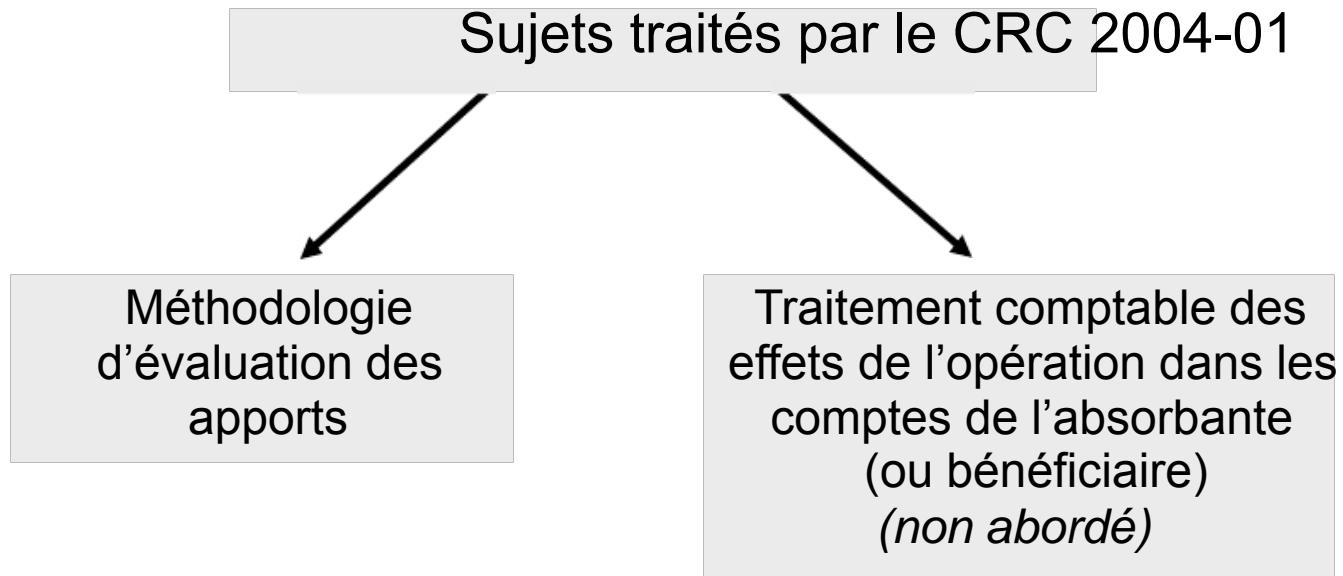 Sujets traités par le CRC 2004-01
Méthodologie
d’évaluation des
apports
Traitement comptable des
effets de l’opération dans les
comptes de l’absorbante
(ou bénéficiaire)
(non abordé)